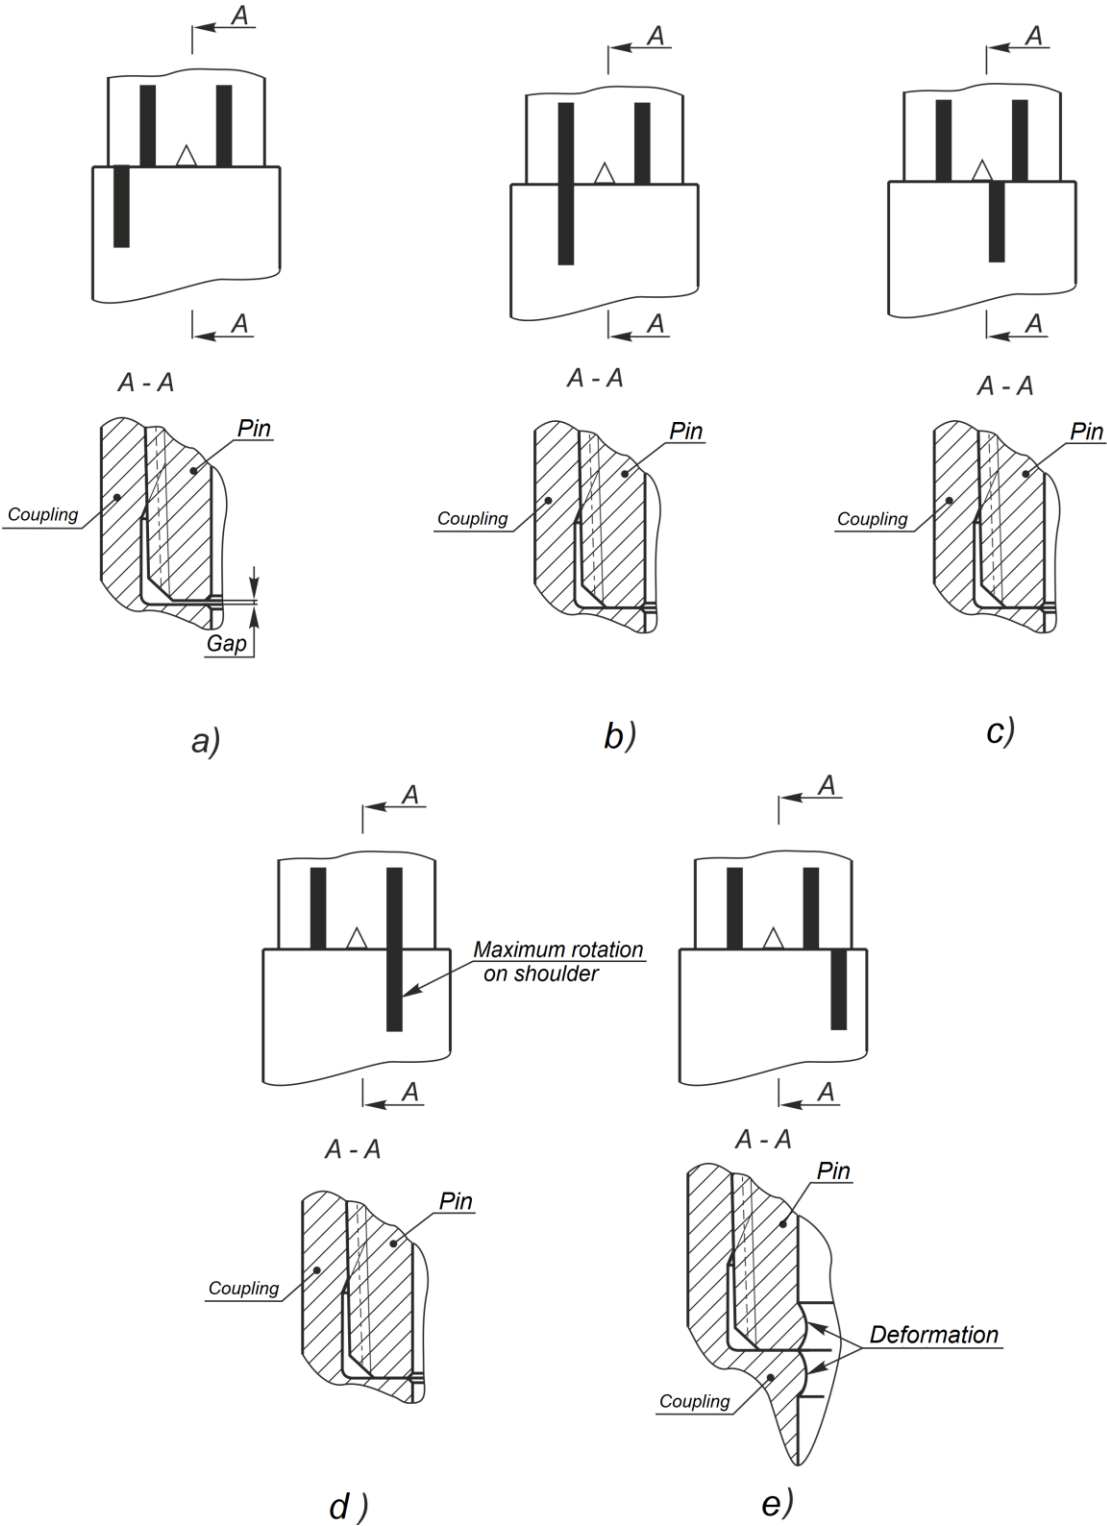 A
A
A
A
A
A
A - A
A - A
A - A
Pin
Pin
Pin
Coupling
Coupling
Coupling
Gap
a)
b)
c)
A
A
Maximum rotation
on shoulder
A
A
A - A
A - A
Pin
Pin
Coupling
Deformation
Coupling
d )
e)